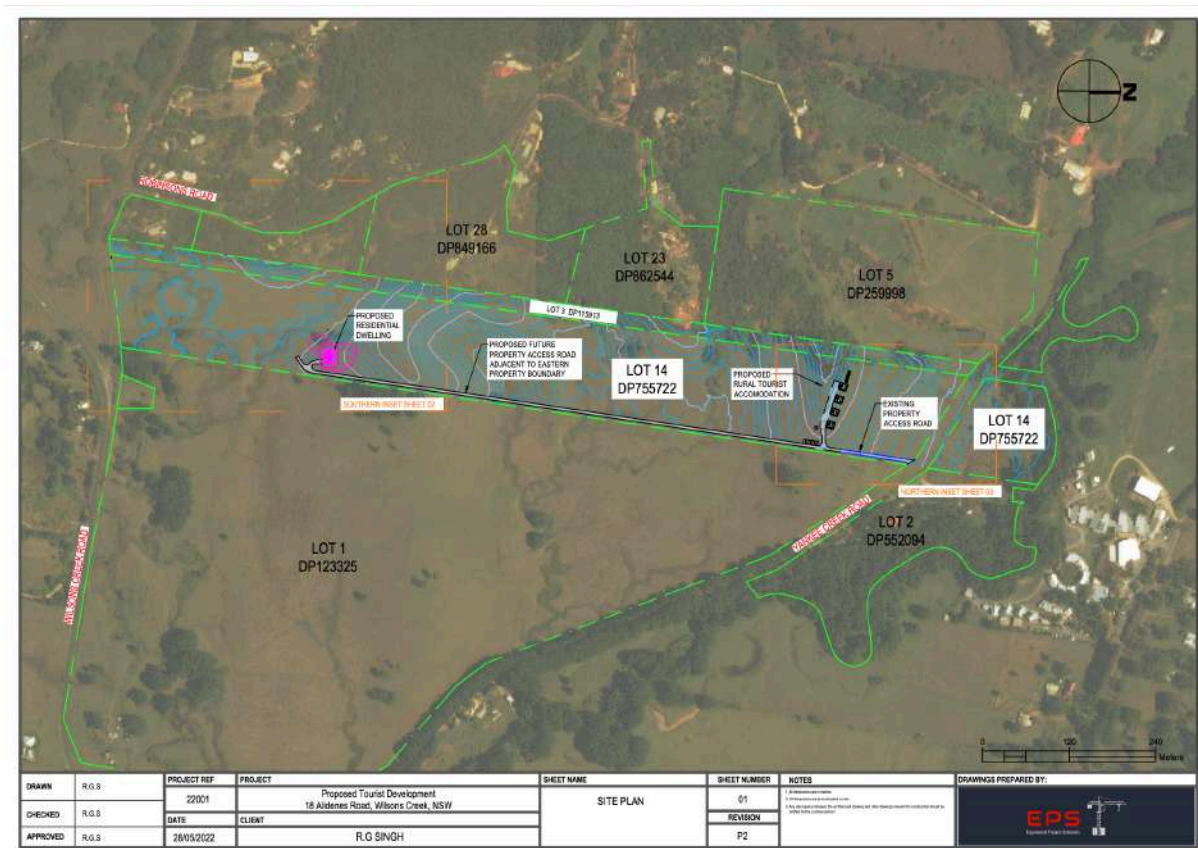 N
ROBINSONS ROAD
LOT 28
DP849166
LOT 23
DP862544
LOT 5
DP259998
LOT 3 DP115913
PROPOSED
RESIDENTIAL
DWELLING
PROPOSED FUTURE
PROPERTY ACCESS ROAD
ADJACENT TO EASTERN
PROPERTY BOUNDARY
LOT 14
DP755722
PROPOSED
RURAL TOURIST
ACCOMODATION
EXISTING
PROPERTY
ACCESS ROAD
LOT 14
DP755722
SOUTHERN INSET SHEET 02
NORTHERN INSET SHEET 03
YANKEE CREEK ROAD
LOT 2
DP552094
LOT 1
DP123325
WILSONS CREEK ROAD
0 120 240
Meters
DRAWN R.G.S
CHECKED R.G.S
APPROVED R.G.S
PROJECT REF
22001
DATE
28/05/2022
PROJECT
Proposed Tourist Development
18 Alidenes Road, Wilsons Creek, NSW
CLIENT
R.G SINGH
SHEET NAME
SITE PLAN
SHEET NUMBER
01
REVISION
P2
NOTES
DRAWINGS PREPARED BY:
EPS